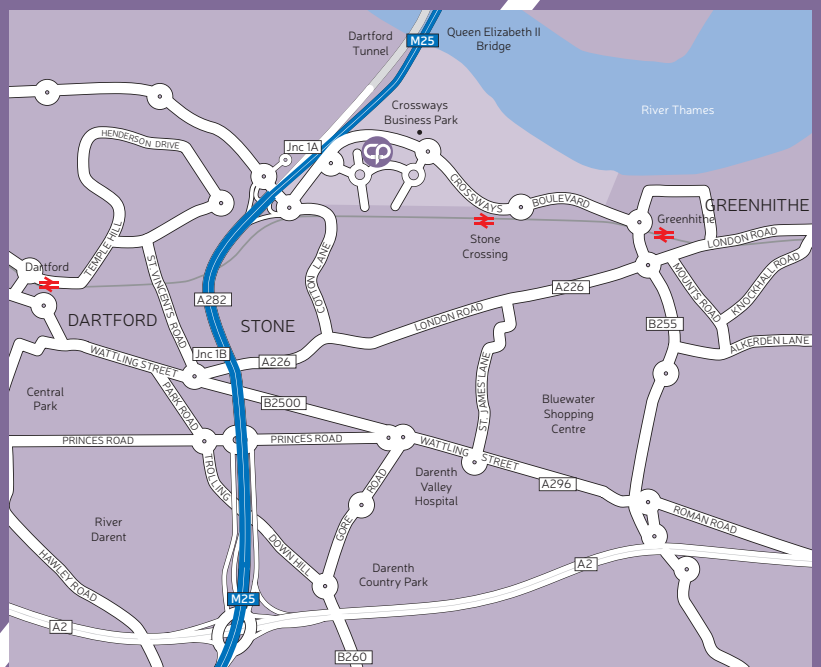 Dartford
Tunnel
M25
Queen Elizabeth II
Bridge
River Thames
Crossways
Business Park
HENDERSON DRIVE
Jnc 1A
cp
CROSSWAYS
BOULEVARD
GREENHITHE
Greenhithe
LONDON ROAD
Stone
Crossing
TEMPLE HILL
Dartford
ST. VINCENTS ROAD
COTTON LANE
MOUNTS ROAD
KNOCKHALL ROAD
A282
A226
LONDON ROAD
DARTFORD
STONE
B255
ALKERDEN LANE
WATTLING STREET
Jnc 1B
A226
Central
Park
PARK ROAD
B2500
ST. JAMES LANE
Bluewater
Shopping
Centre
PRINCES ROAD
PRINCES ROAD
WATTLING STREET
TROLLING
DOWN HILL
GORE ROAD
Darenth
Valley
Hospital
A296
ROMAN ROAD
River
Darent
HAWLEY ROAD
Darenth
Country Park
A2
M25
A2
B260